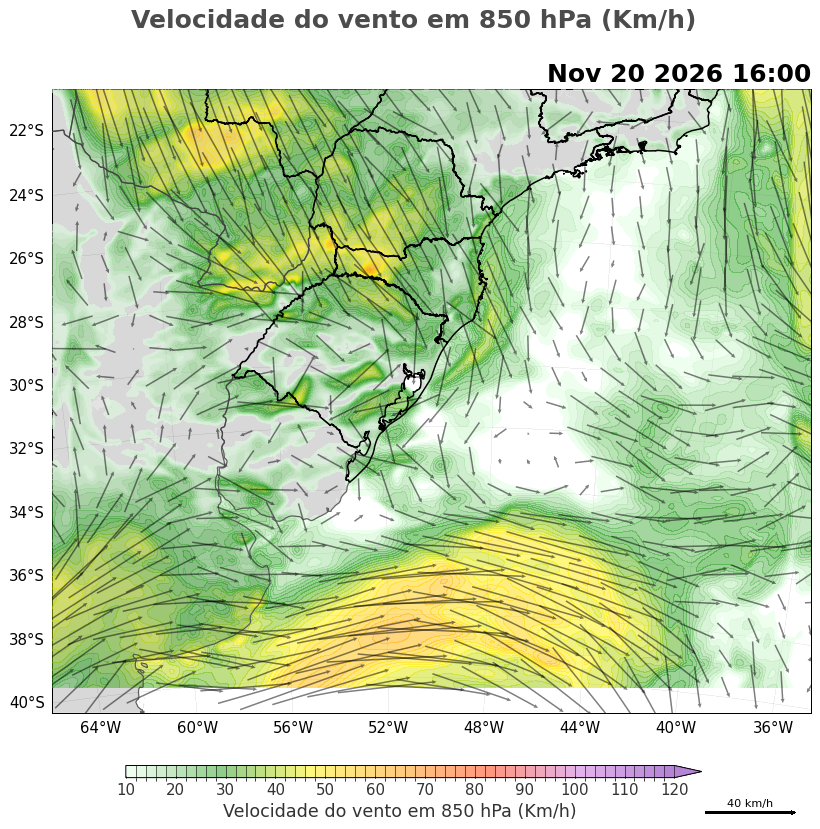 Velocidade do vento em 850 hPa (Km/h)
Nov 20 2026 16:00
22°S
24°S
26°S
28°S
30°S
32°S
34°S
36°S
38°S
40°S
64°W 60°W 56°W 52°W 48°W 44°W 40°W 36°W
10 20 30 40 50 60 70 80 90 100 110 120
Velocidade do vento em 850 hPa (Km/h)
40 km/h